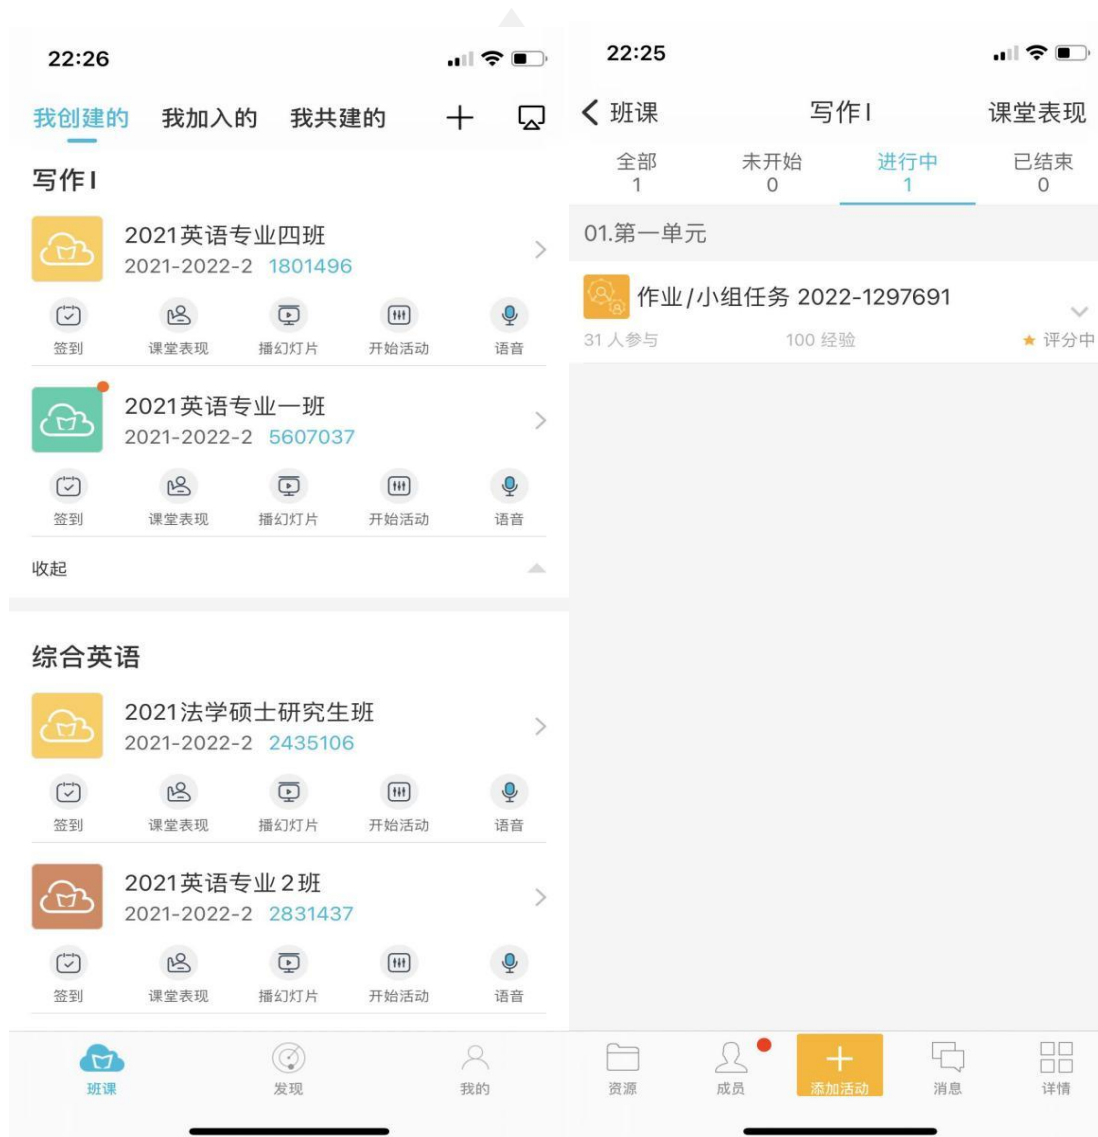 22:26
我创建的 我加入的 我共建的
写作Ⅰ
2021英语专业四班
2021-2022-2 1801496
签到 课堂表现 播幻灯片 开始活动 语音
2021英语专业一班
2021-2022-2 5607037
签到 课堂表现 播幻灯片 开始活动 语音
收起
综合英语
2021法学硕士研究生班
2021-2022-2 2435106
签到 课堂表现 播幻灯片 开始活动 语音
2021英语专业2班
2021-2022-2 2831437
签到 课堂表现 播幻灯片 开始活动 语音
班课 发现 我的
22:25
班课 写作Ⅰ 课堂表现
全部 未开始 进行中 已结束
1 0 1 0
01.第一单元
作业/小组任务 2022-1297691
31 人参与 100 经验 评分中
资源 成员 添加活动 消息 详情